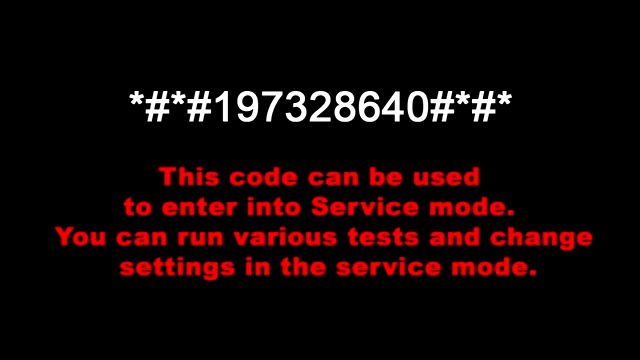 *#*#197328640#*#*
This code can be used
to enter into Service mode.
You can run various tests and change
settings in the service mode.